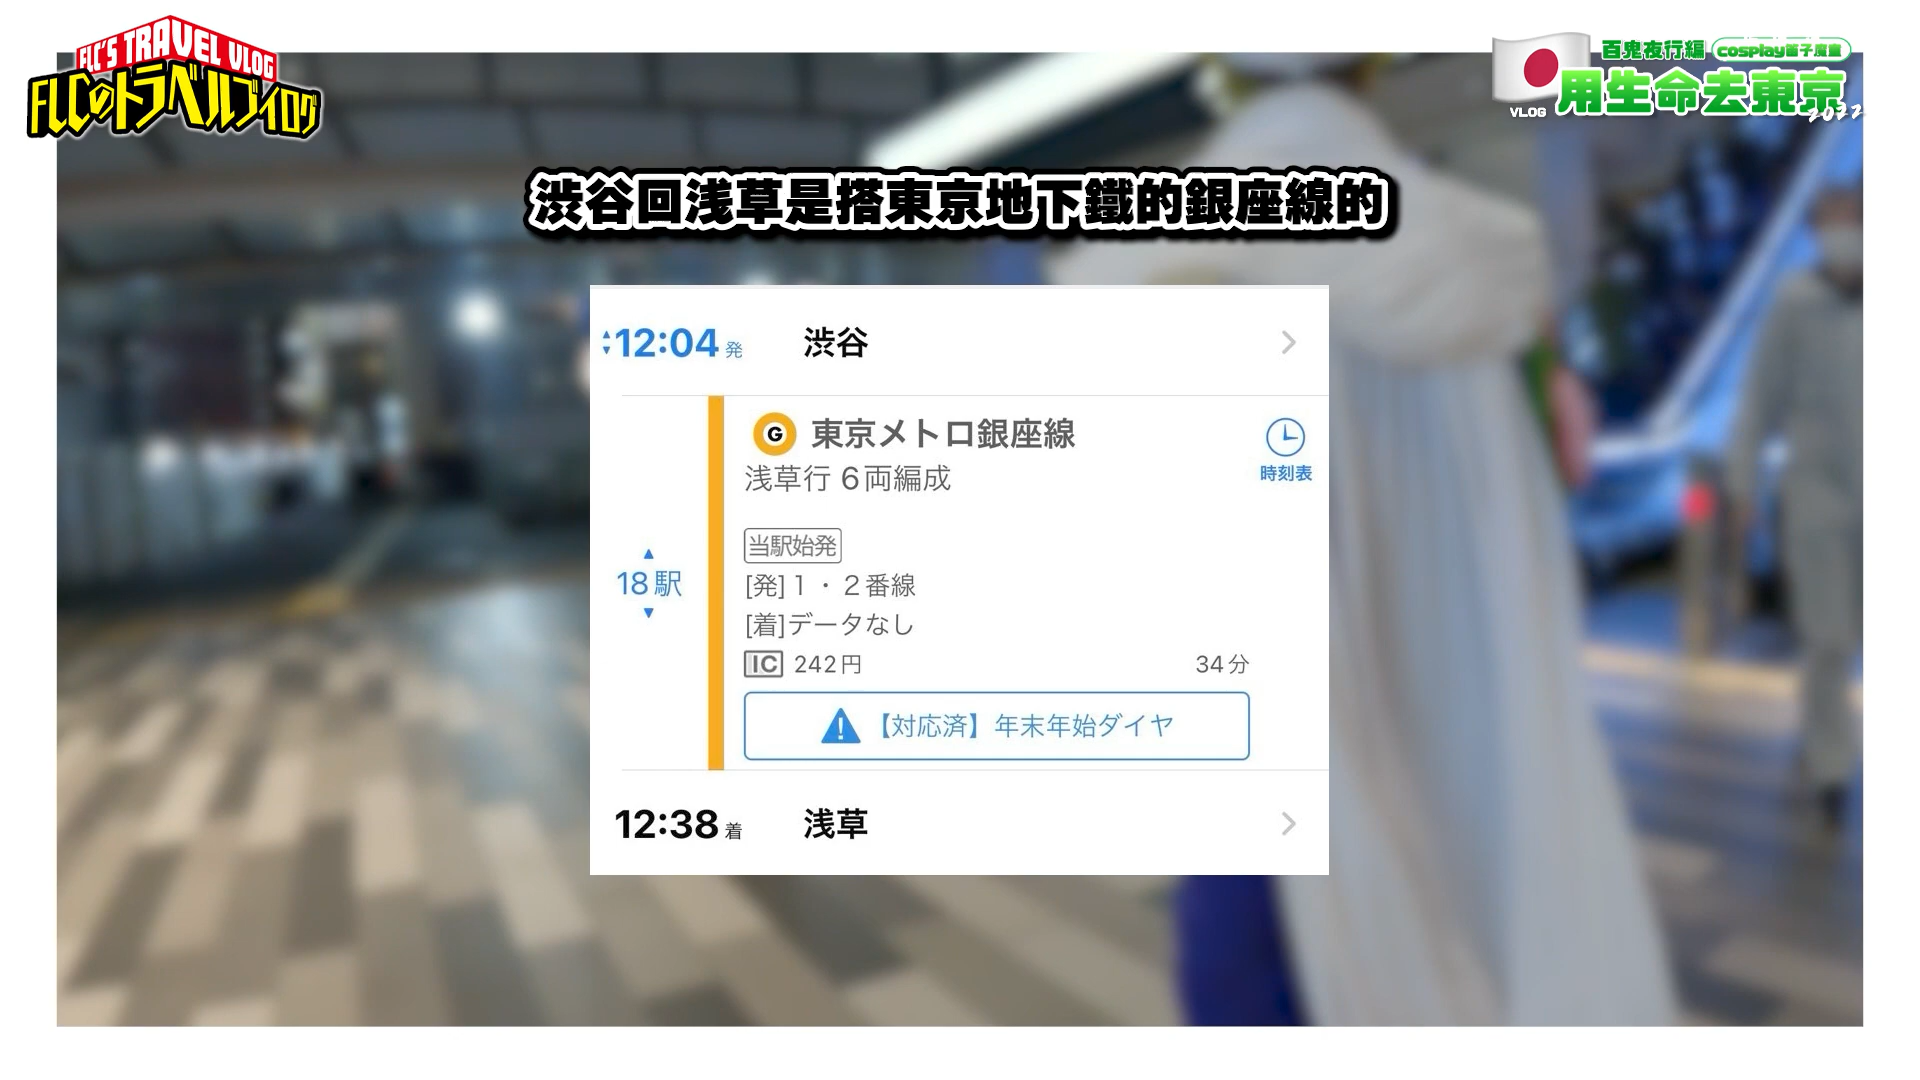 FLC'S TRAVEL VLOG
FLCのトラベルブイログ
百鬼夜行編
VLOG
用生命去東京
2022
渋谷回浅草是搭東京地下鐵的銀座線的
12:04発 渋谷
G 東京メトロ銀座線
浅草行 6両編成
時刻表
当駅始発
18駅
[発]1・2番線
[着]データなし
IC 242円 34分
【対応済】年末年始ダイヤ
12:38着 浅草